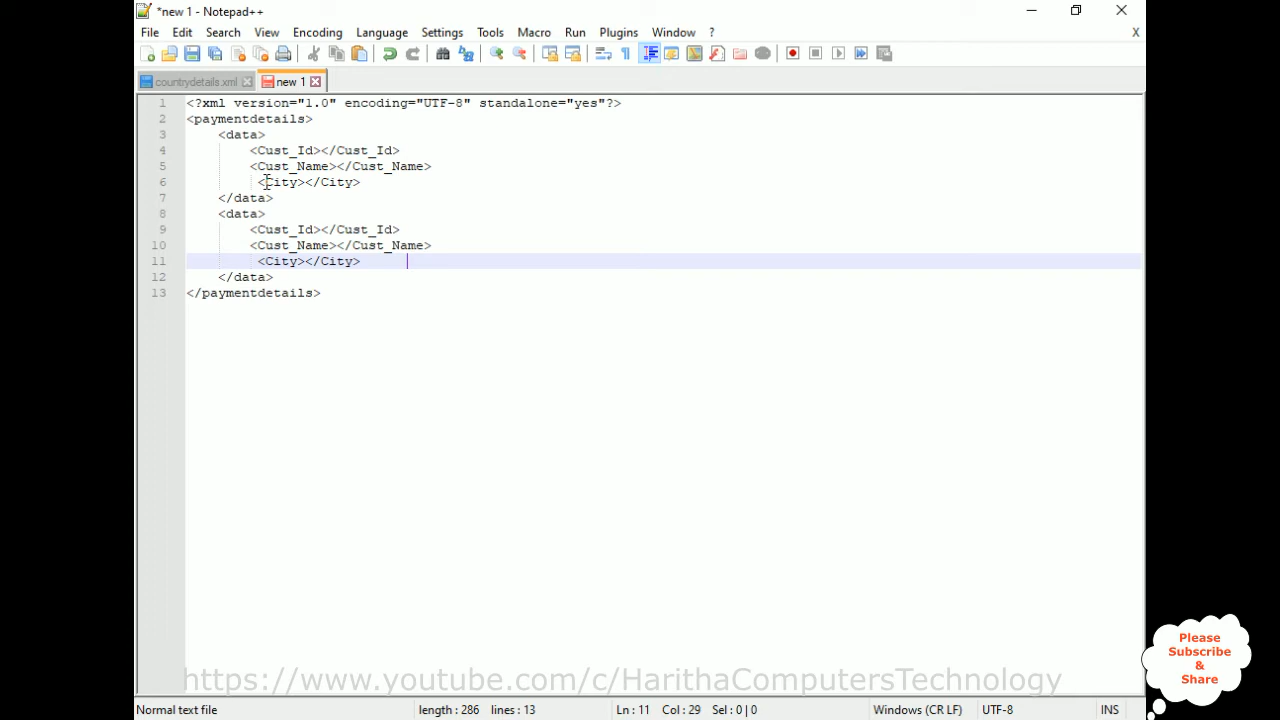 *new 1 - Notepad++
File Edit Search View Encoding Language Settings Tools Macro Run Plugins Window ? X
countrydetails.xml new 1
1 <?xml version="1.0" encoding="UTF-8" standalone="yes"?>
2 <paymentdetails>
3 <data>
4 <Cust_Id></Cust_Id>
5 <Cust_Name></Cust_Name>
6 <City></City>
7 </data>
8 <data>
9 <Cust_Id></Cust_Id>
10 <Cust_Name></Cust_Name>
11 <City></City>
12 </data>
13 </paymentdetails>
Please
Subscribe
&
Share
https://www.youtube.com/c/HarithaComputersTechnology
Normal text file length : 286 lines : 13 Ln : 11 Col : 29 Sel : 0 | 0 Windows (CR LF) UTF-8 INS